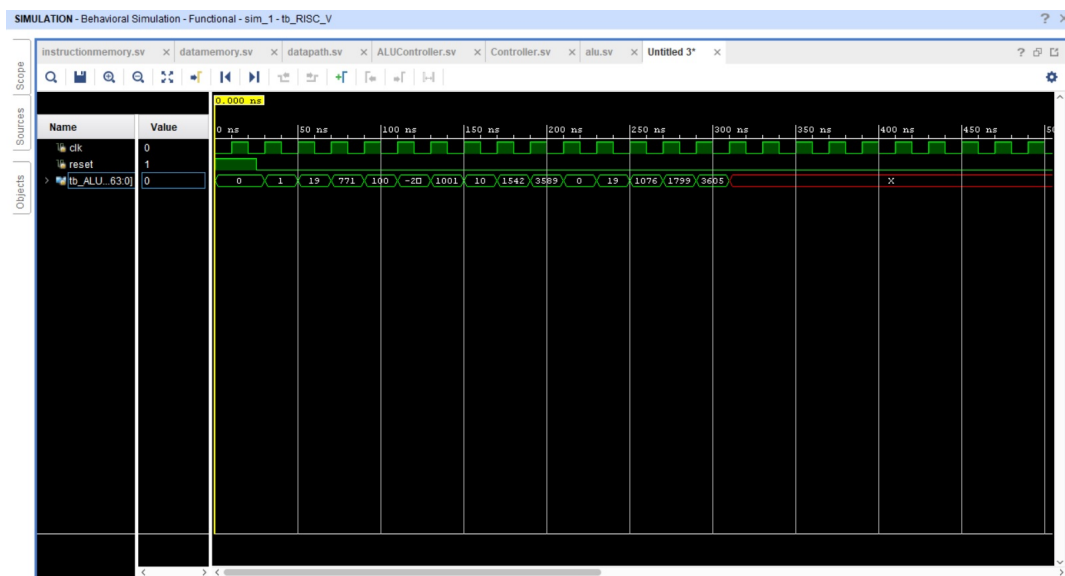 SIMULATION - Behavioral Simulation - Functional - sim_1 - tb_RISC_V
? ×
instructionmemory.sv × datamemory.sv × datapath.sv × ALUController.sv × Controller.sv × alu.sv × Untitled 3* ×
?
Scope
Sources
Objects
0.000 ns
Name Value
0 ns 50 ns 100 ns 150 ns 200 ns 250 ns 300 ns 350 ns 400 ns 450 ns
clk 0
reset 1
tb_ALU...63:0] 0
0 1 19 771 100 -2 1001 10 1542 3589 0 19 1076 1799 3605 X